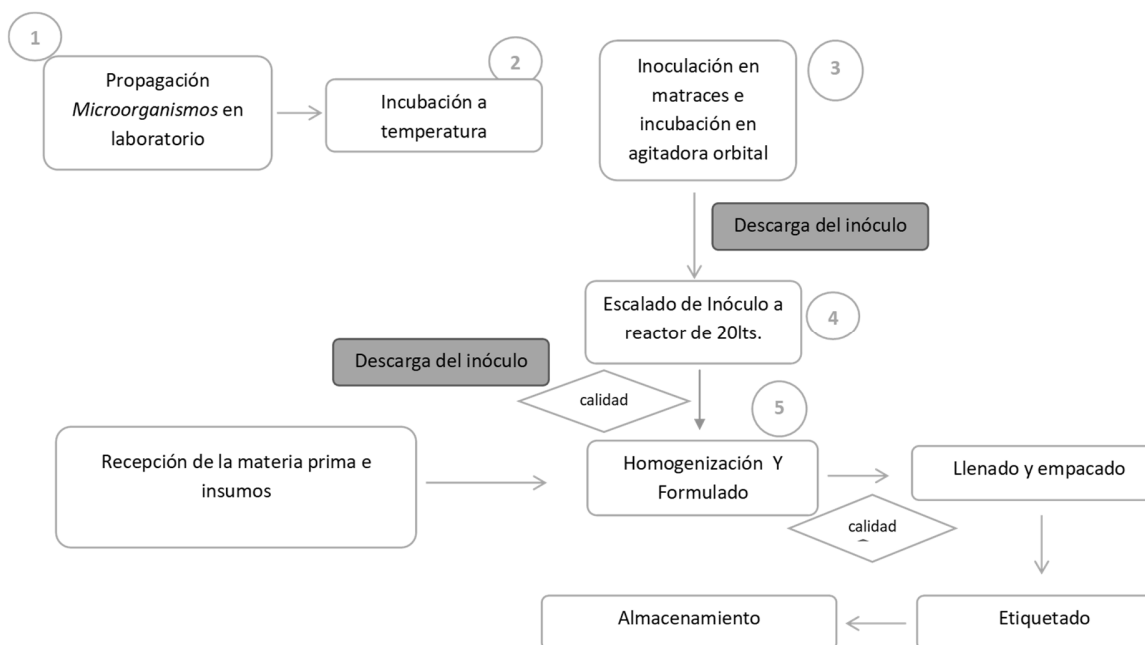 1
Propagación
Microorganismos en
laboratorio
2
Incubación a
temperatura
3
Inoculación en
matraces e
incubación en
agitadora orbital
Descarga del inóculo
Escalado de Inóculo a
reactor de 20lts.
4
Descarga del inóculo
calidad
5
Recepción de la materia prima e
insumos
Homogenización Y
Formulado
Llenado y empacado
calidad
Almacenamiento
Etiquetado